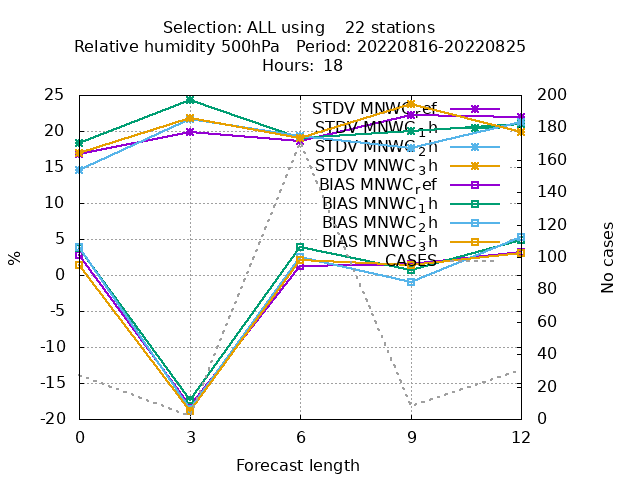 Selection: ALL using    22 stations
Relative humidity 500hPa   Period: 20220816-20220825
Hours: 18
25
20
15
10
5
0
-5
-10
-15
-20
%
200
180
160
140
120
100
80
60
40
20
0
No cases
STDV MNWC_ref
STDV MNWC_1h
STDV MNWC_2h
STDV MNWC_3h
BIAS MNWC_ref
BIAS MNWC_1h
BIAS MNWC_2h
BIAS MNWC_3h
CASES
0 3 6 9 12
Forecast length